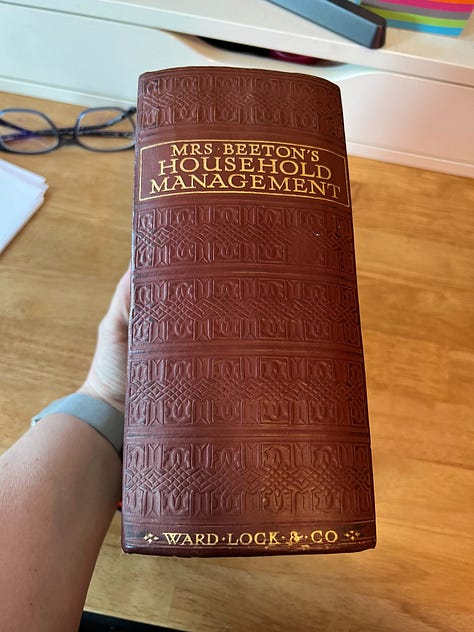 MRS·BEETON'S
HOUSEHOLD
MANAGEMENT
WARD·LOCK·&·CO